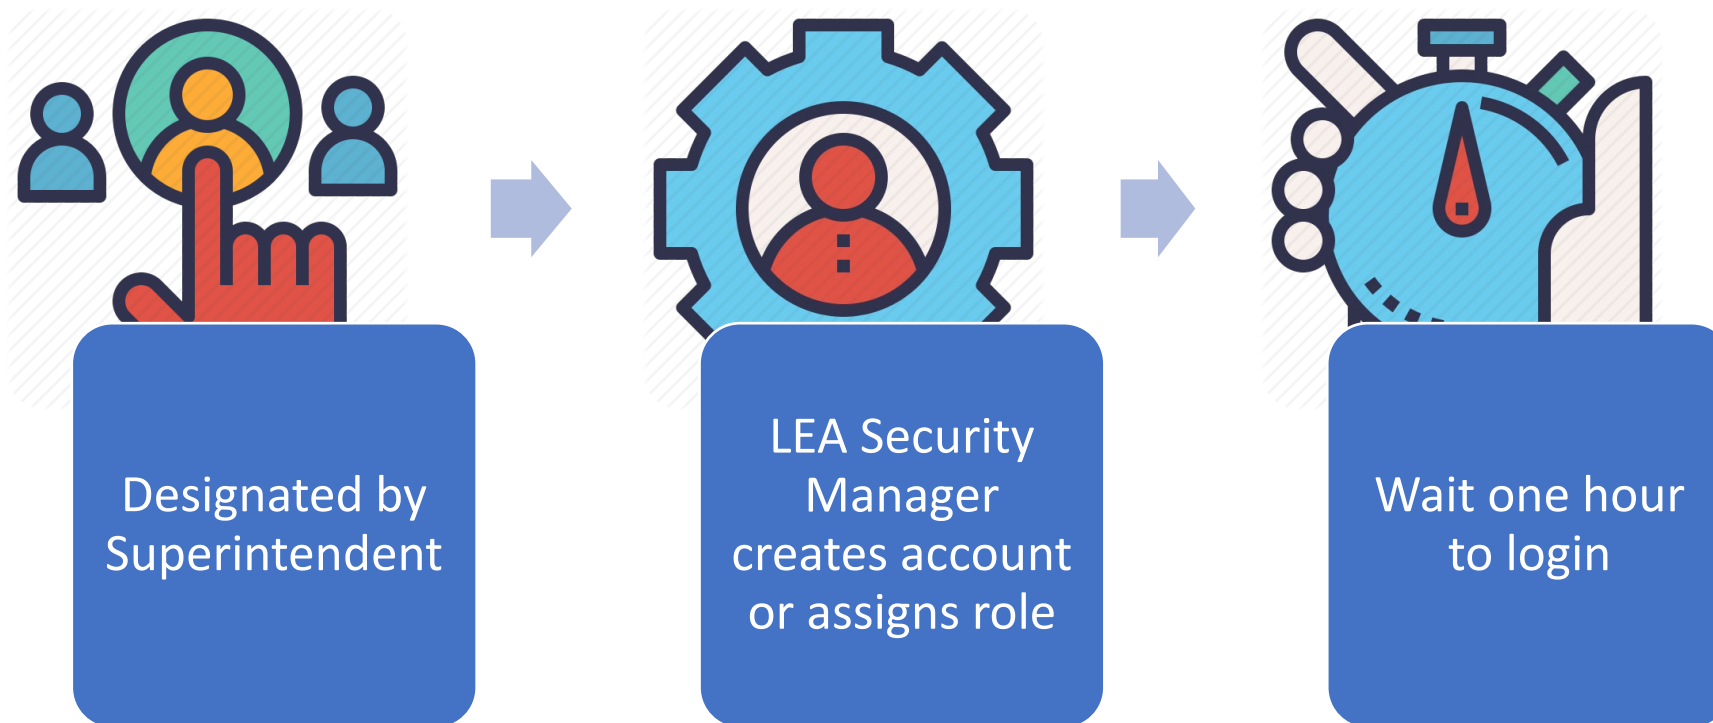 Designated by
Superintendent
LEA Security
Manager
creates account
or assigns role
Wait one hour
to login